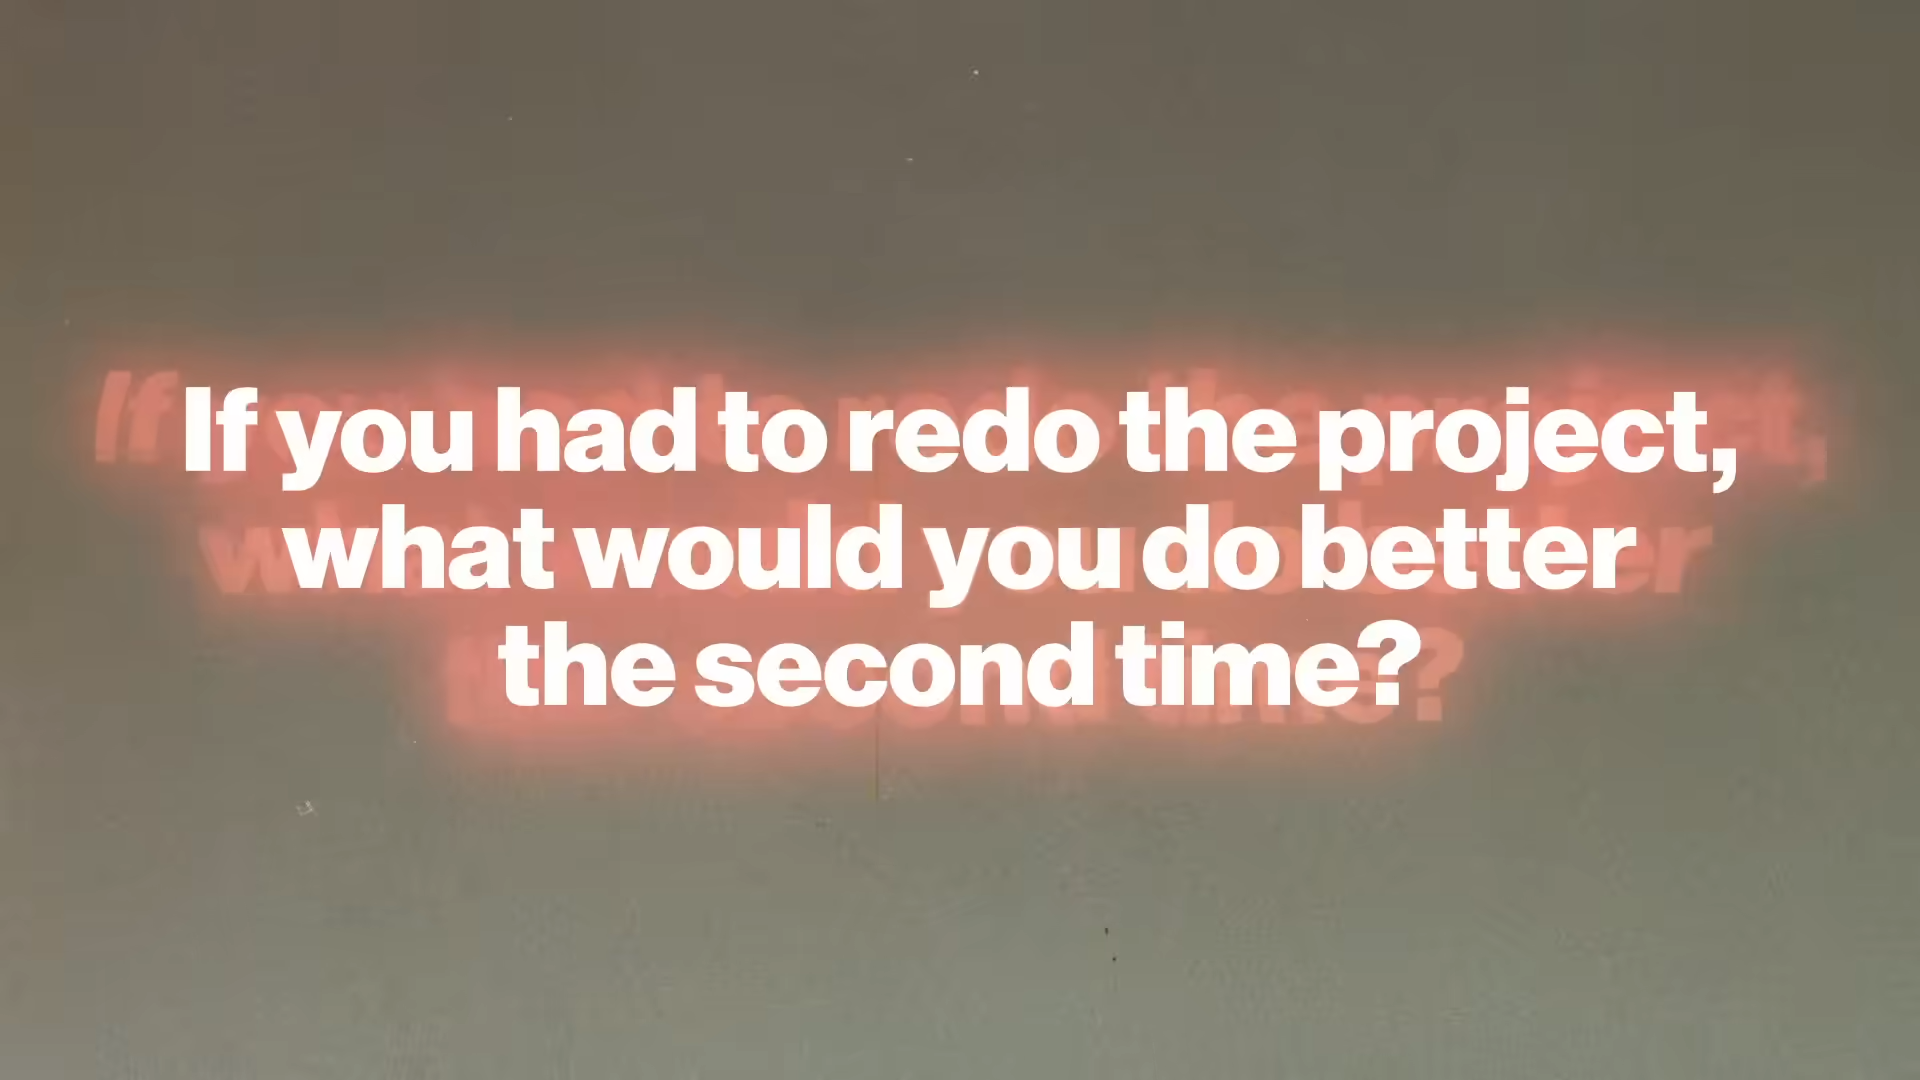 If you had to redo the project,
what would you do better
the second time?